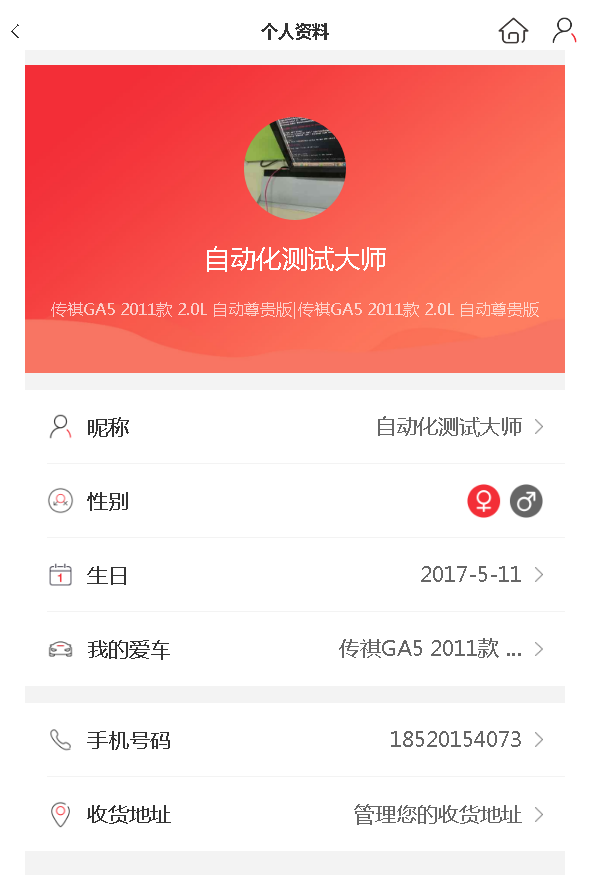 个人资料
自动化测试大师
传祺GA5 2011款 2.0L 自动尊贵版|传祺GA5 2011款 2.0L 自动尊贵版
昵称 自动化测试大师
性别
1 生日 2017-5-11
我的爱车 传祺GA5 2011款 ...
手机号码 18520154073
收货地址 管理您的收货地址